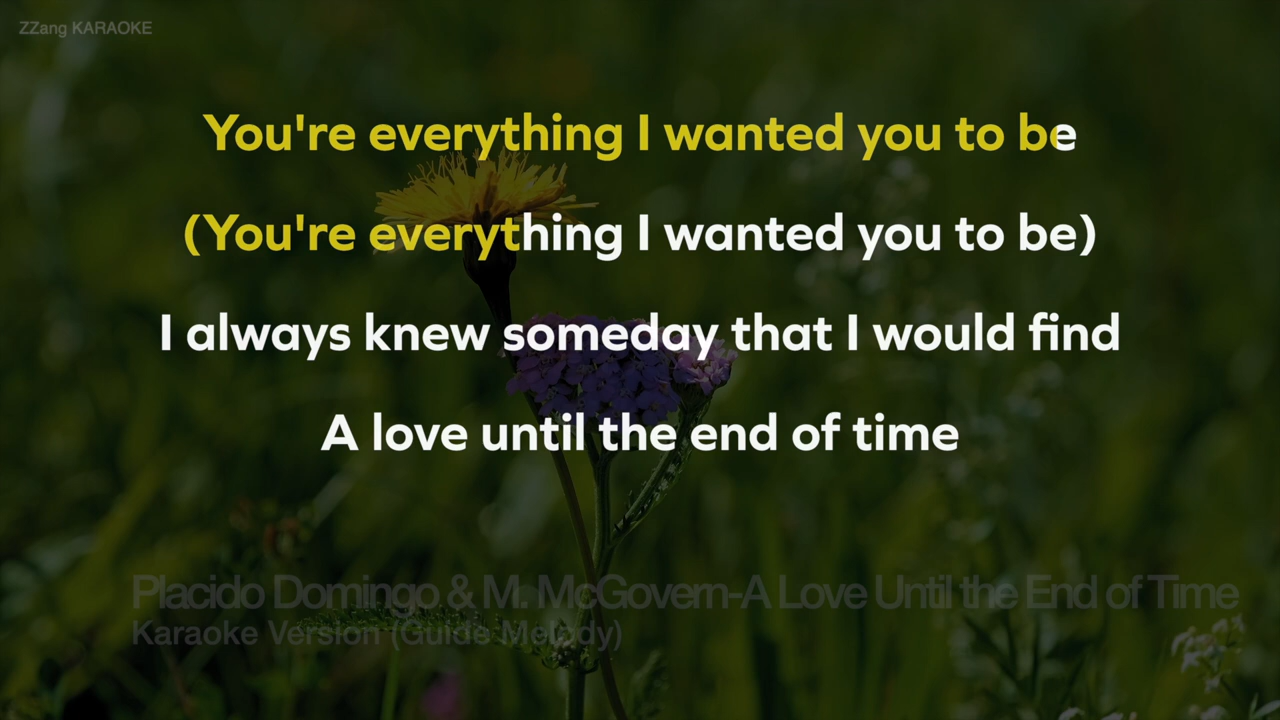 ZZang KARAOKE
You're everything I wanted you to be
(You're everything I wanted you to be)
I always knew someday that I would find
A love until the end of time
Placido Domingo & M. McGovern-A Love Until the End of Time
Karaoke Version (Guide Melody)